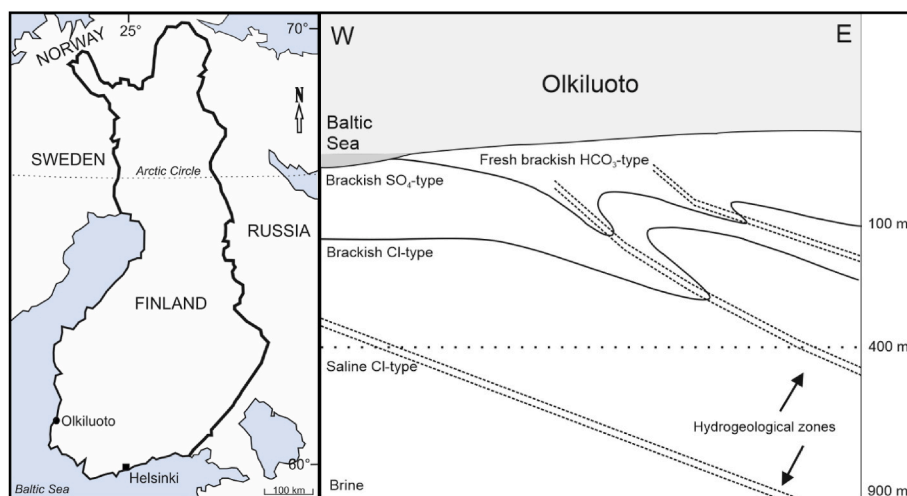 NORWAY
25°
70°
N
SWEDEN
Arctic Circle
RUSSIA
FINLAND
Olkiluoto
Helsinki
60°
Baltic Sea
100 km
W
E
Olkiluoto
Baltic
Sea
Fresh brackish HCO₃-type
Brackish SO₄-type
100 m
Brackish Cl-type
400 m
Saline Cl-type
Hydrogeological zones
Brine
900 m